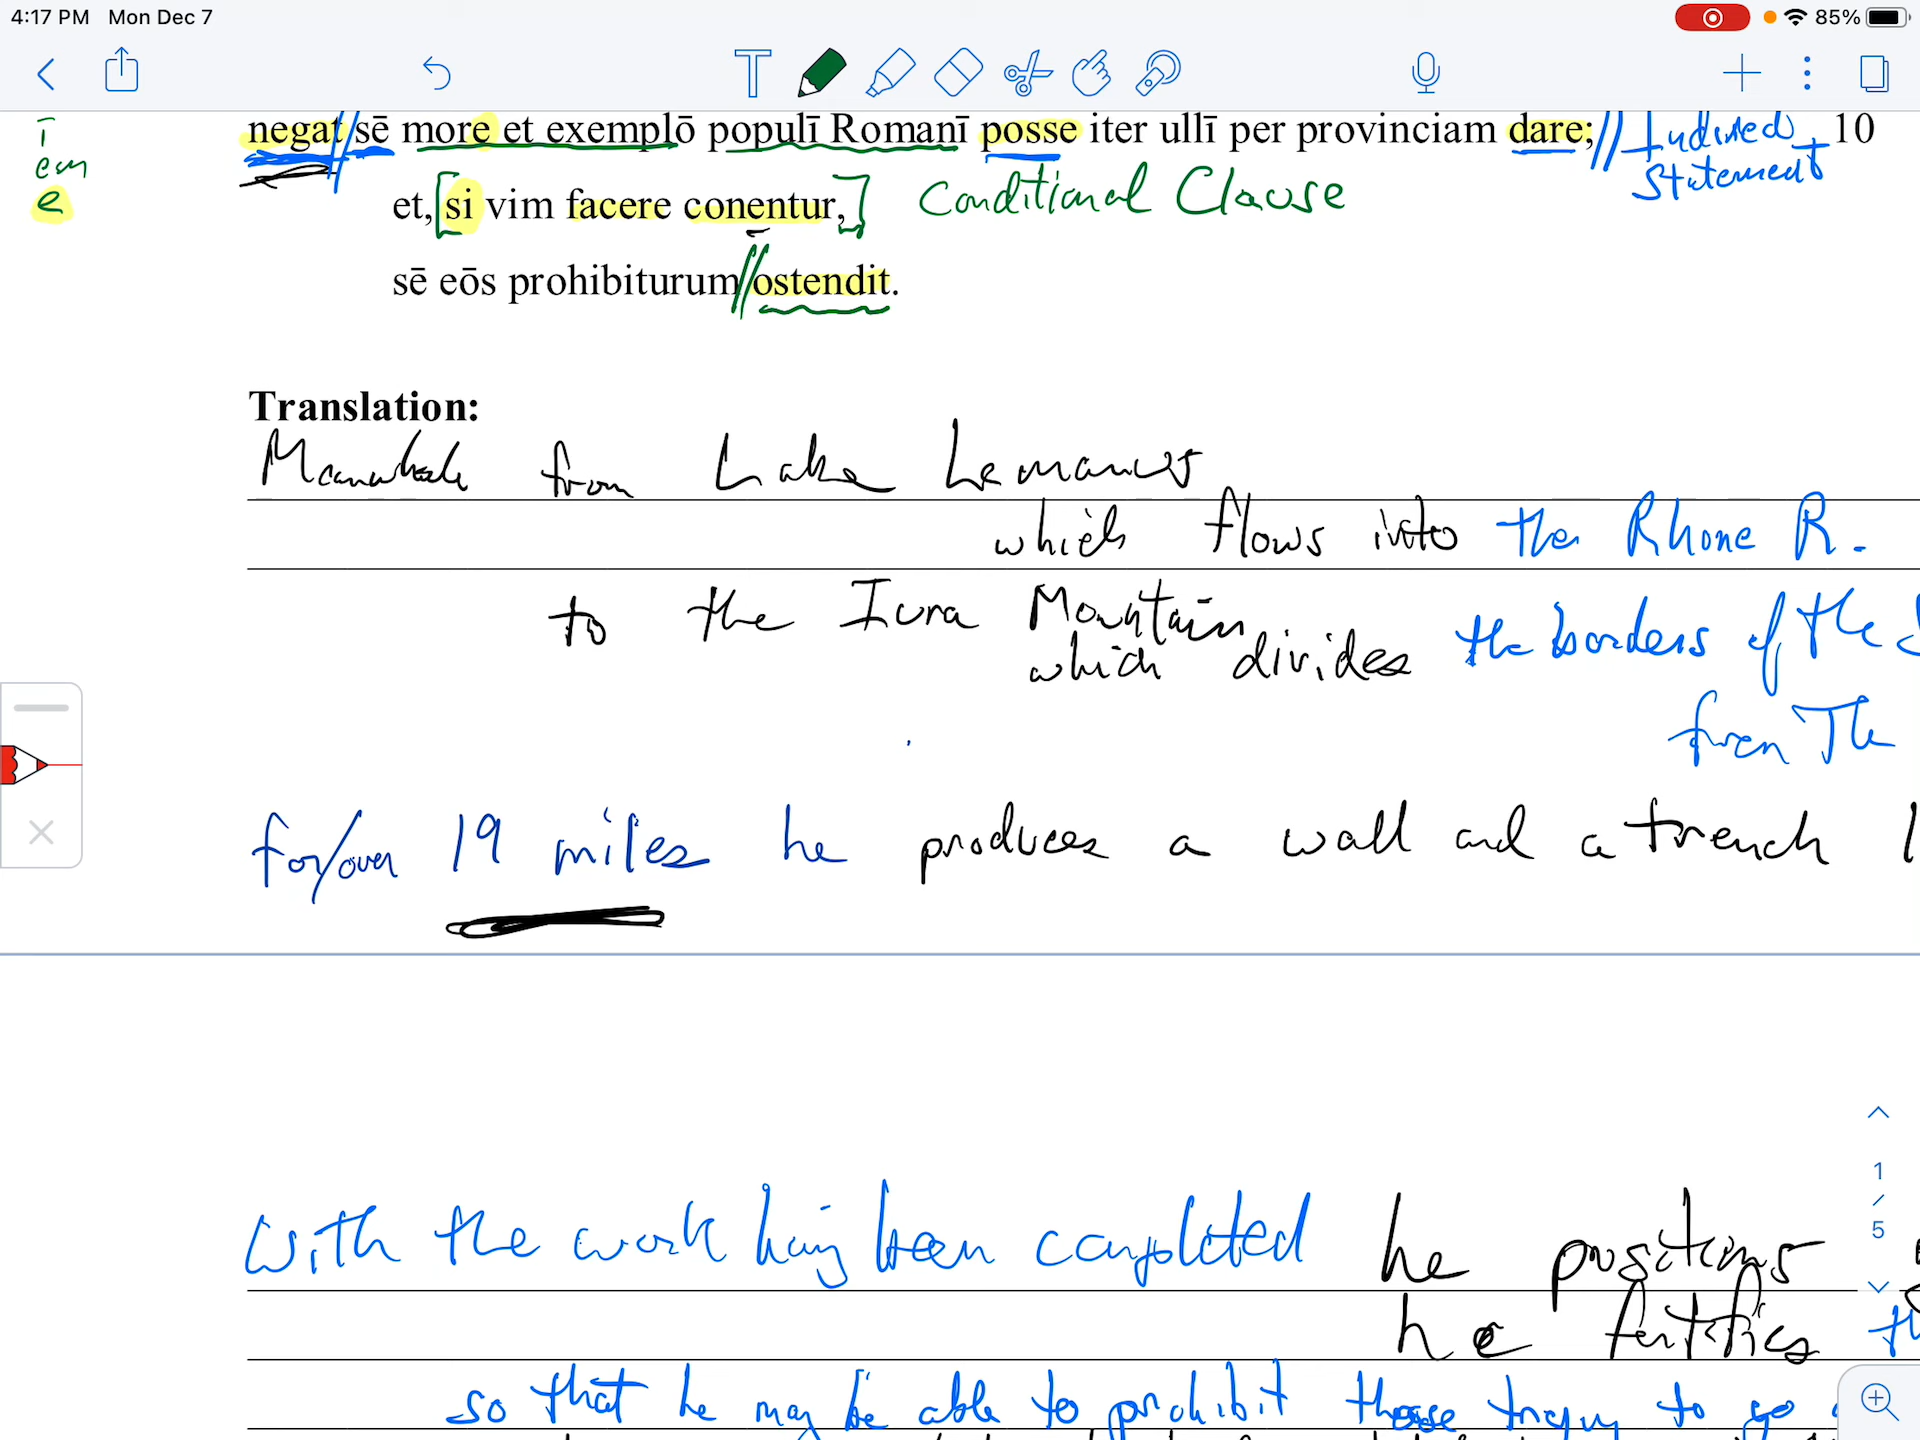 4:17 PM Mon Dec 7
85%
T
ī
em
e
negat // sē more et exemplō populī Romanī posse iter ullī per provinciam dare; // Indirect 10
Statement
et, [si vim facere conentur,] Conditional Clause
sē eōs prohibiturum // ostendit.
Translation:
Meanwhile from Lake Lemanus
which flows into the Rhone R.
to the Iura Mountain
which divides the borders of the
from The
for/over 19 miles he produces a wall and a trench
1
/
5
With the work having been completed he positions
he fortifies
so that he may be able to prohibit those trying to go